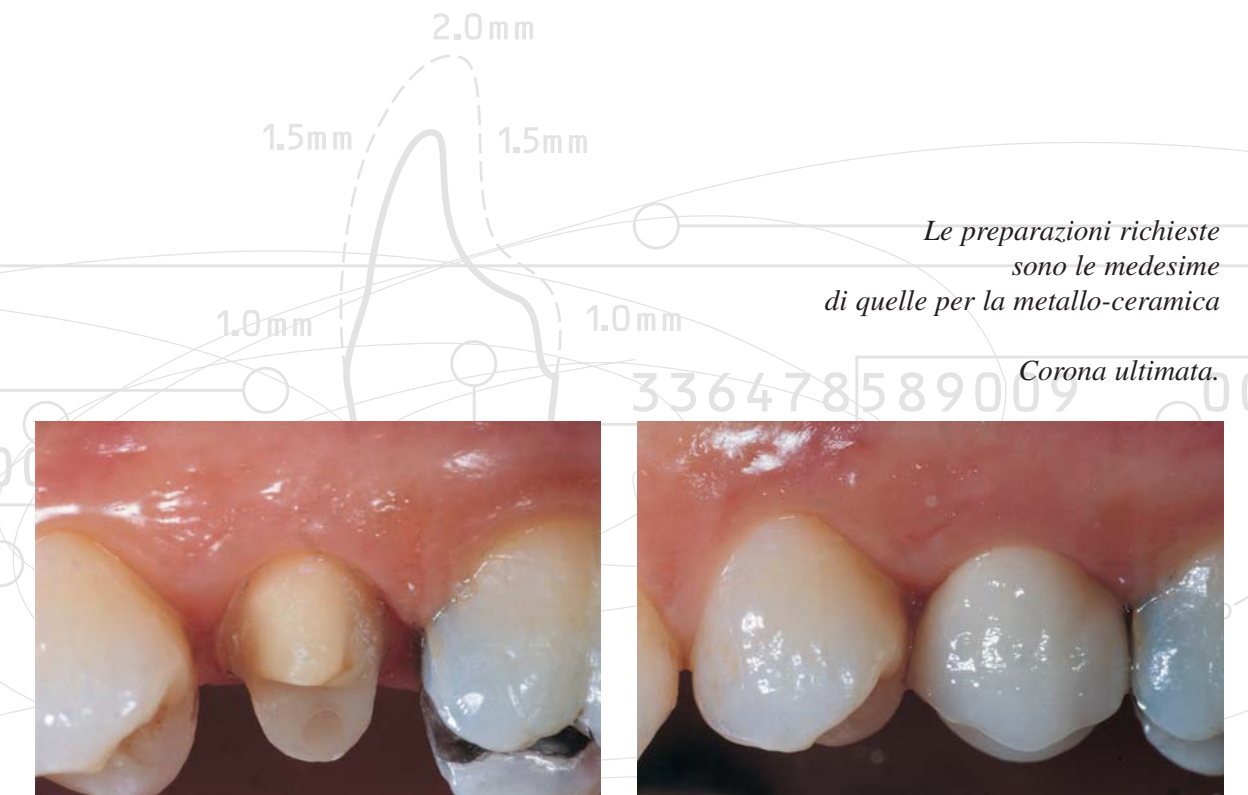 2.0mm
1.5mm
1.5mm
Le preparazioni richieste
sono le medesime
di quelle per la metallo-ceramica
1.0mm
1.0mm
Corona ultimata.
336478589009